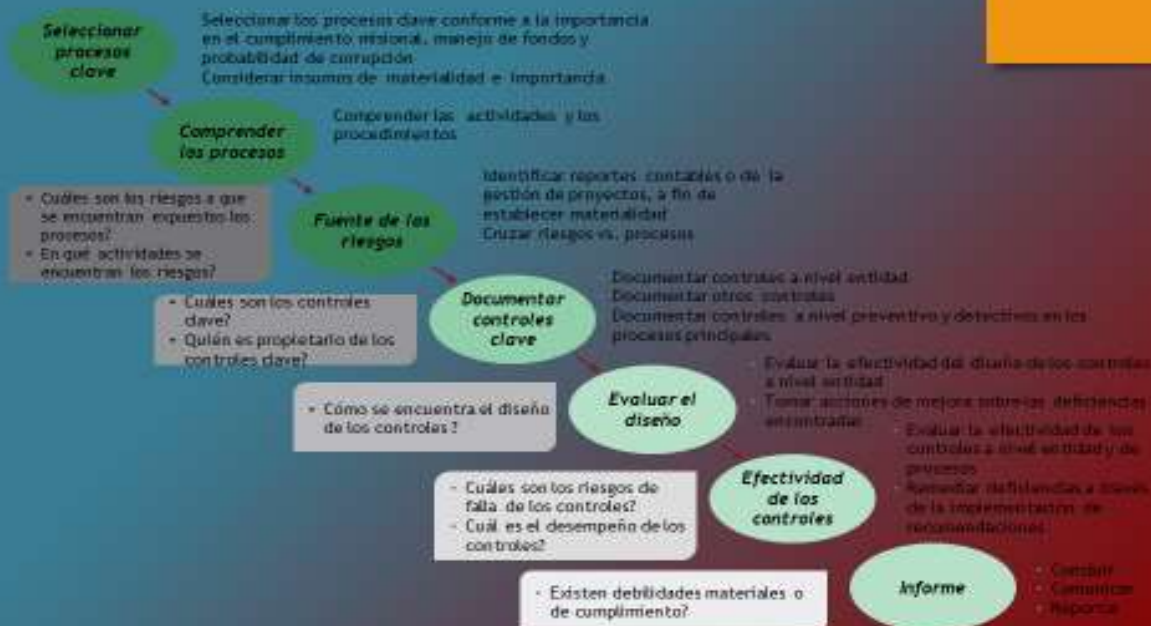 Seleccionar
procesos
clave
Seleccionar los procesos clave conforme a la importancia
en el cumplimiento misional, manejo de fondos y
probabilidad de corrupción
Considerar insumos de materialidad e importancia
Comprender
los procesos
Comprender las actividades y los
procedimientos
• Cuáles son los riesgos a que
se encuentran expuestos los
procesos?
• En qué actividades se
encuentran los riesgos?
Fuente de los
riesgos
Identificar reportes contables o de la
gestión de proyectos, a fin de
establecer materialidad
Cruzar riesgos vs. procesos
• Cuáles son los controles
clave?
• Quién es propietario de los
controles clave?
Documentar
controles
clave
Documentar controles a nivel entidad
Documentar otros controles
Documentar controles a nivel preventivo y detectivos en los
procesos principales
• Cómo se encuentra el diseño
de los controles ?
Evaluar el
diseño
Evaluar la efectividad del diseño de los controles
a nivel entidad
Tomar acciones de mejora sobre las deficiencias
encontradas
- Cuáles son los riesgos de
falla de los controles?
- Cuál es el desempeño de los
controles?
Efectividad
de los
controles
Evaluar la efectividad de los
controles a nivel entidad y de
procesos
Remediar deficiencias a través
de la implementación de
recomendaciones
- Existen debilidades materiales o
de cumplimiento?
Informe
Concluir
Comunicar
Reportar